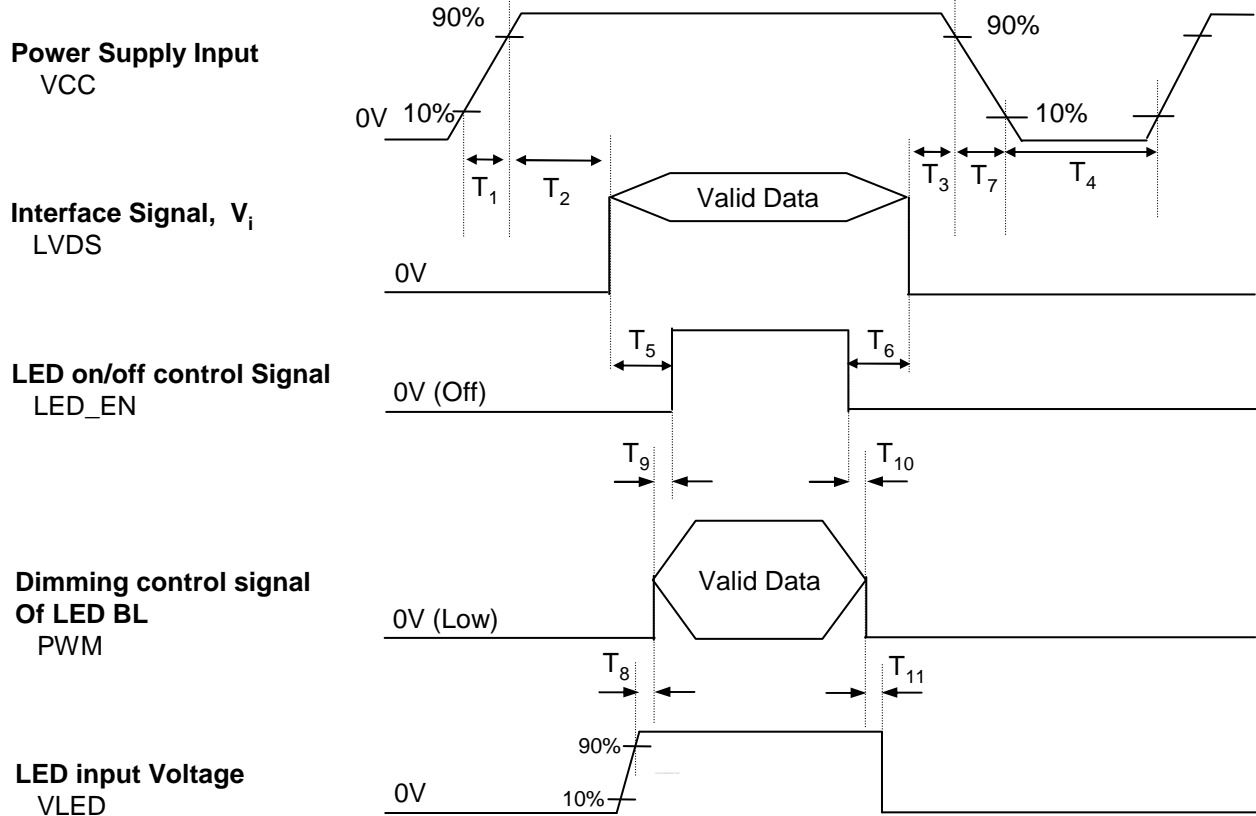 90%
90%
Power Supply Input
VCC
0V
10%
10%
T1
T2
T3
T7
T4
Valid Data
Interface Signal, Vi
LVDS
0V
T5
T6
LED on/off control Signal
LED_EN
0V (Off)
T9
T10
Dimming control signal
Of LED BL
PWM
Valid Data
0V (Low)
T8
T11
90%
LED input Voltage
VLED
0V
10%